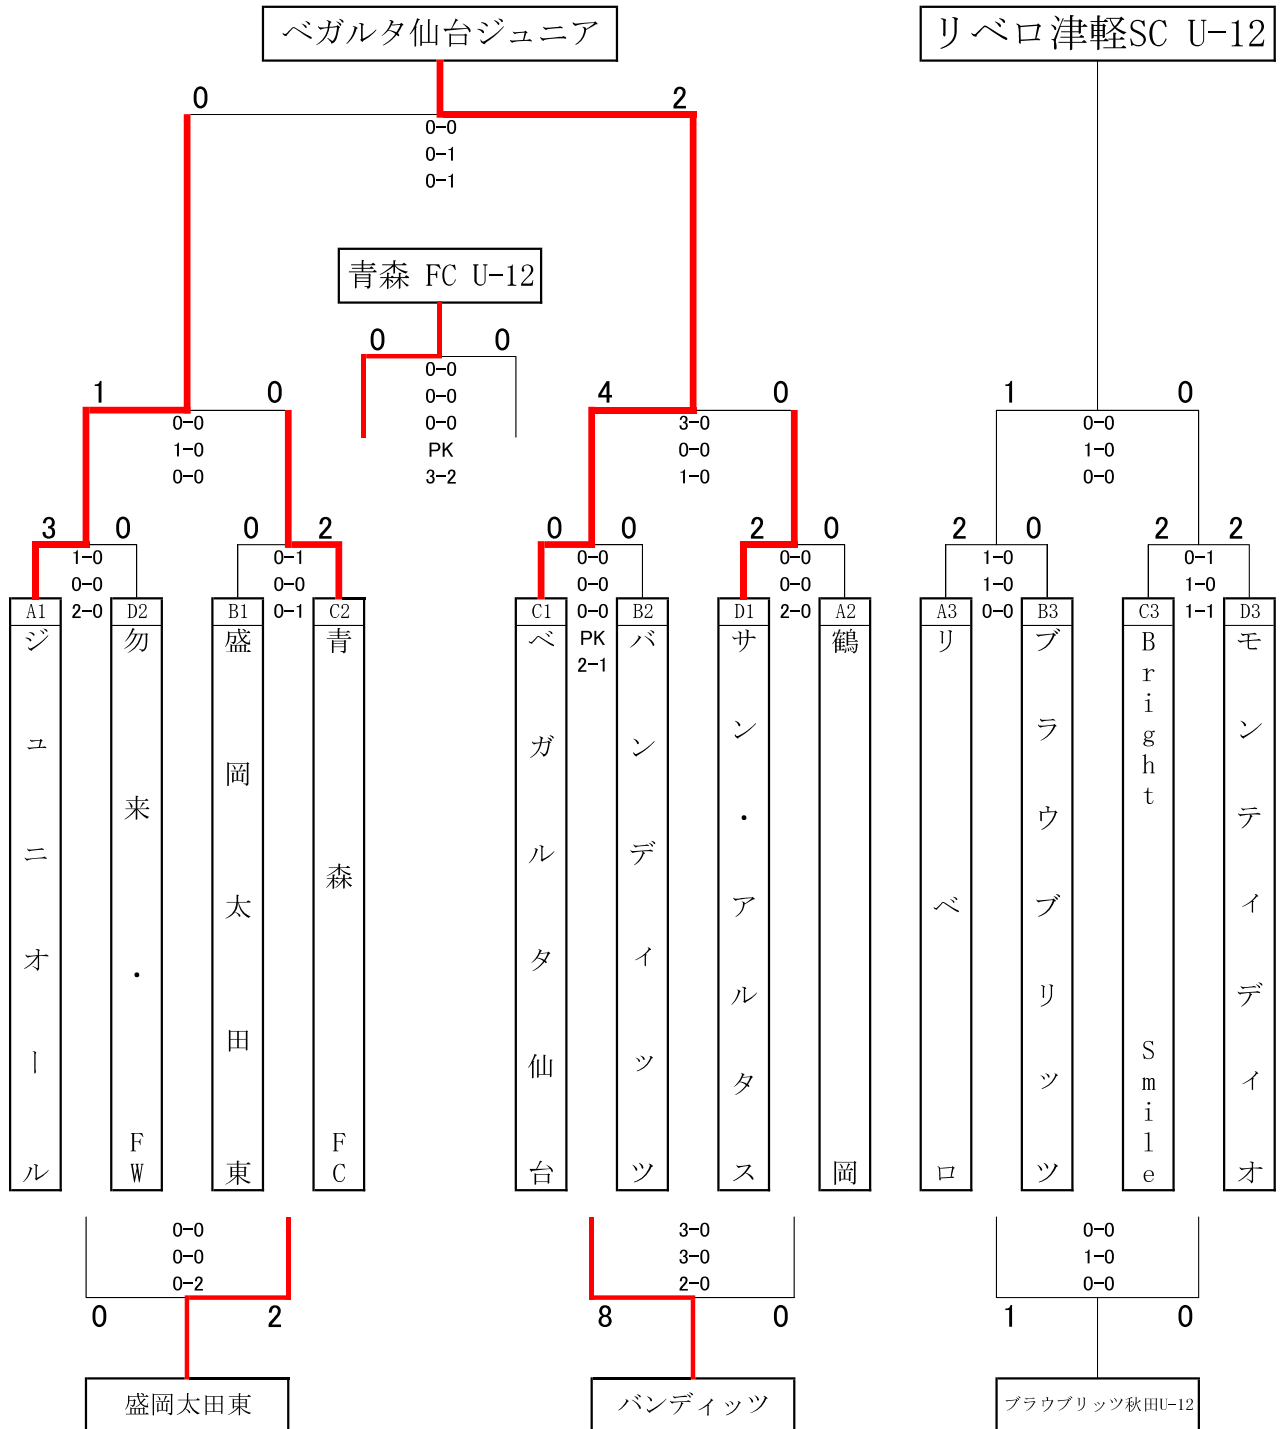 ベガルタ仙台ジュニア
リベロ津軽SC U-12
0 2
0-0
0-1
0-1
青森 FC U-12
0 0
0-0
0-0
0-0
PK
3-2
1 0
0-0
1-0
0-0
4 0
3-0
0-0
1-0
1 0
0-0
1-0
0-0
3 0
1-0
0-0
2-0
0 2
0-1
0-0
0-1
0 0
0-0
0-0
0-0
PK
2-1
2 0
0-0
0-0
2-0
2 0
1-0
1-0
0-0
2 2
0-1
1-0
1-1
A1
ジュニオール
D2
勿来・FW
B1
盛岡太田東
C2
青森FC
C1
ベガルタ仙台
B2
バンディッツ
D1
サン・アルタス
A2
鶴岡
A3
リベロ
B3
ブラウブリッツ
C3
Bright Smile
D3
モンティディオ
0-0
0-0
0-2
0 2
盛岡太田東
3-0
3-0
2-0
8 0
バンディッツ
0-0
1-0
0-0
1 0
ブラウブリッツ秋田U-12